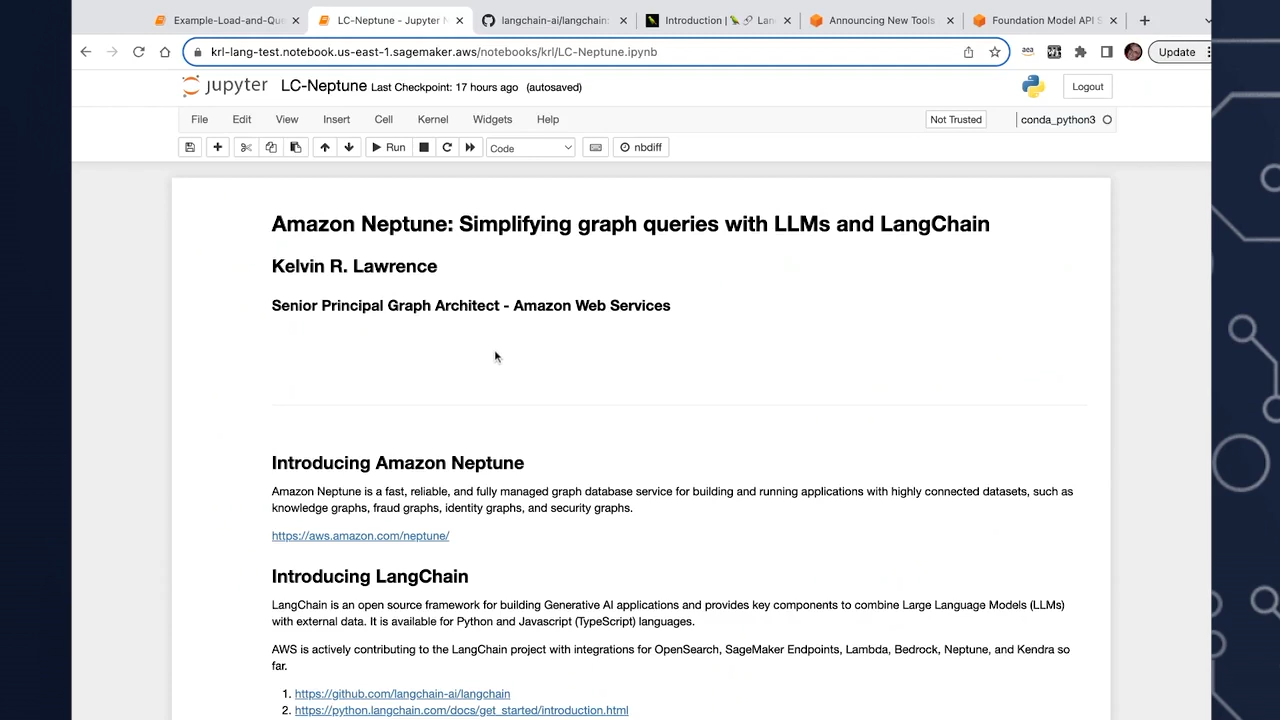 Example-Load-and-Qu
LC-Neptune - Jupyter N
langchain-ai/langchain:
Introduction | 🦜️🔗 Lan
Announcing New Tools
Foundation Model API S
krl-lang-test.notebook.us-east-1.sagemaker.aws/notebooks/krl/LC-Neptune.ipynb
Update
jupyter LC-Neptune Last Checkpoint: 17 hours ago (autosaved)
Logout
File Edit View Insert Cell Kernel Widgets Help
Not Trusted
conda_python3
Run
Code
nbdiff
Amazon Neptune: Simplifying graph queries with LLMs and LangChain
Kelvin R. Lawrence
Senior Principal Graph Architect - Amazon Web Services
Introducing Amazon Neptune
Amazon Neptune is a fast, reliable, and fully managed graph database service for building and running applications with highly connected datasets, such as
knowledge graphs, fraud graphs, identity graphs, and security graphs.
https://aws.amazon.com/neptune/
Introducing LangChain
LangChain is an open source framework for building Generative AI applications and provides key components to combine Large Language Models (LLMs)
with external data. It is available for Python and Javascript (TypeScript) languages.
AWS is actively contributing to the LangChain project with integrations for OpenSearch, SageMaker Endpoints, Lambda, Bedrock, Neptune, and Kendra so
far.
1. https://github.com/langchain-ai/langchain
2. https://python.langchain.com/docs/get_started/introduction.html